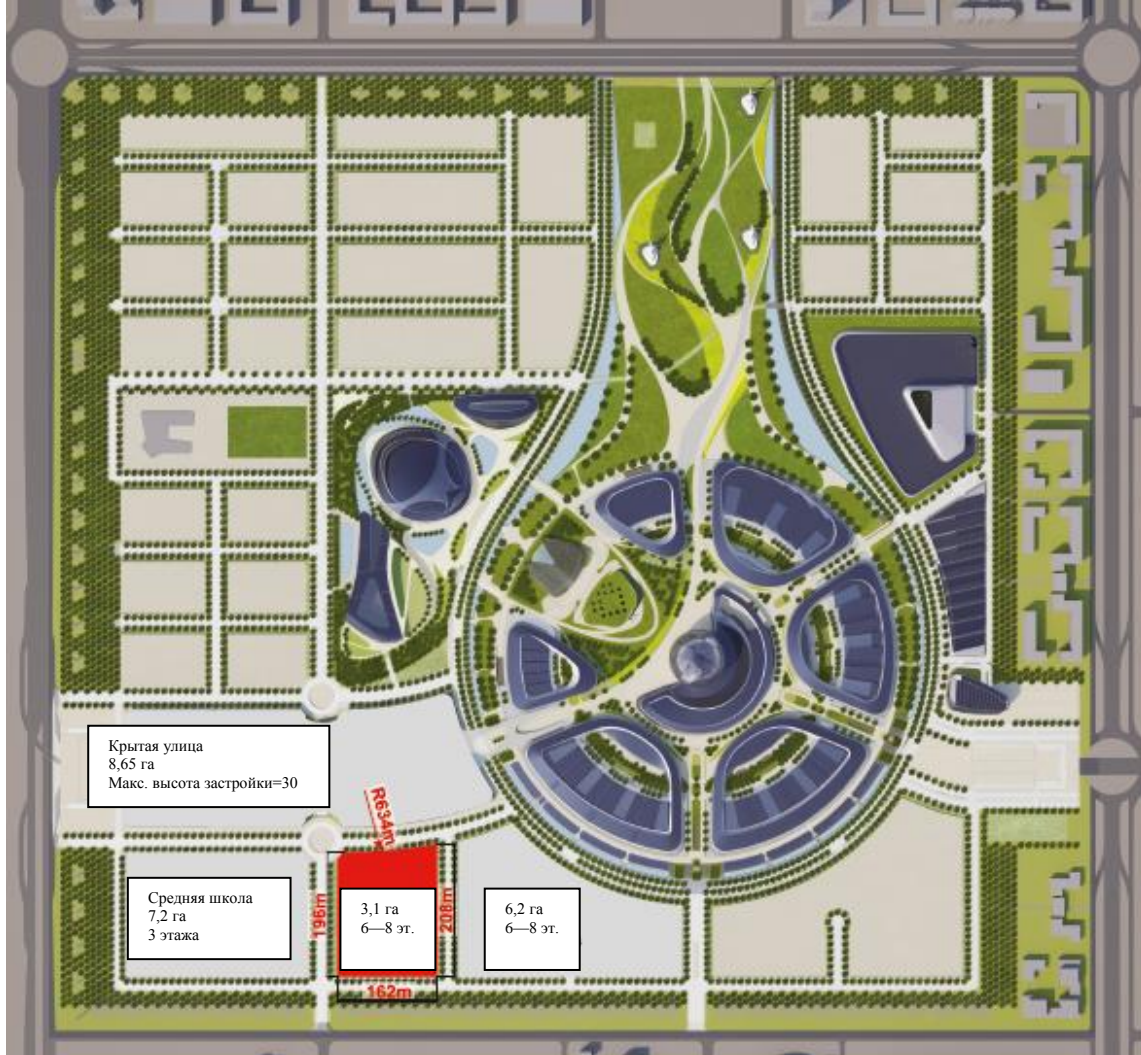 Крытая улица
8,65 га
Макс. высота застройки=30
R634m
Средняя школа
7,2 га
3 этажа
196m
3,1 га
6—8 эт.
208m
6,2 га
6—8 эт.
162m